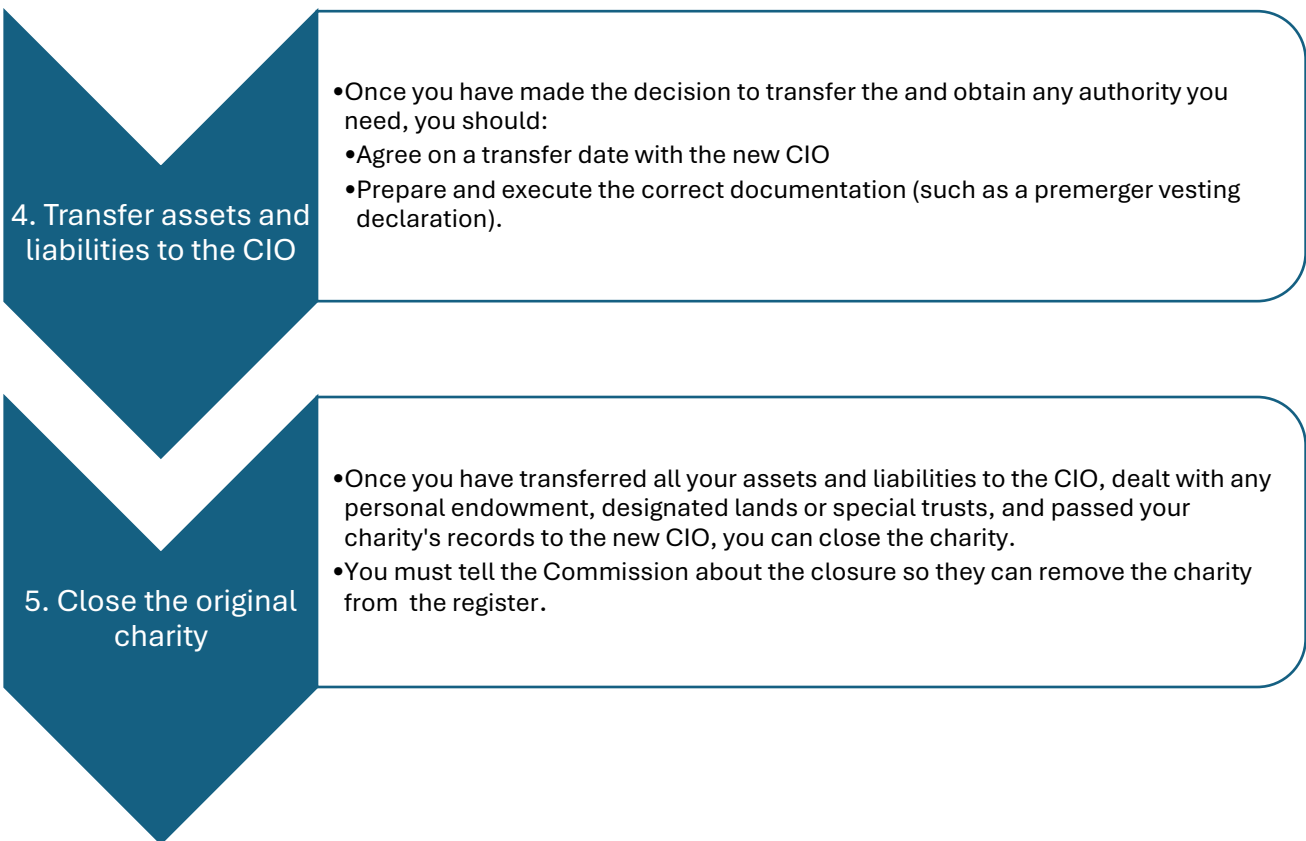 4. Transfer assets and
liabilities to the CIO
•Once you have made the decision to transfer the and obtain any authority you
need, you should:
•Agree on a transfer date with the new CIO
•Prepare and execute the correct documentation (such as a premerger vesting
declaration).
5. Close the original
charity
•Once you have transferred all your assets and liabilities to the CIO, dealt with any
personal endowment, designated lands or special trusts, and passed your
charity's records to the new CIO, you can close the charity.
•You must tell the Commission about the closure so they can remove the charity
from the register.